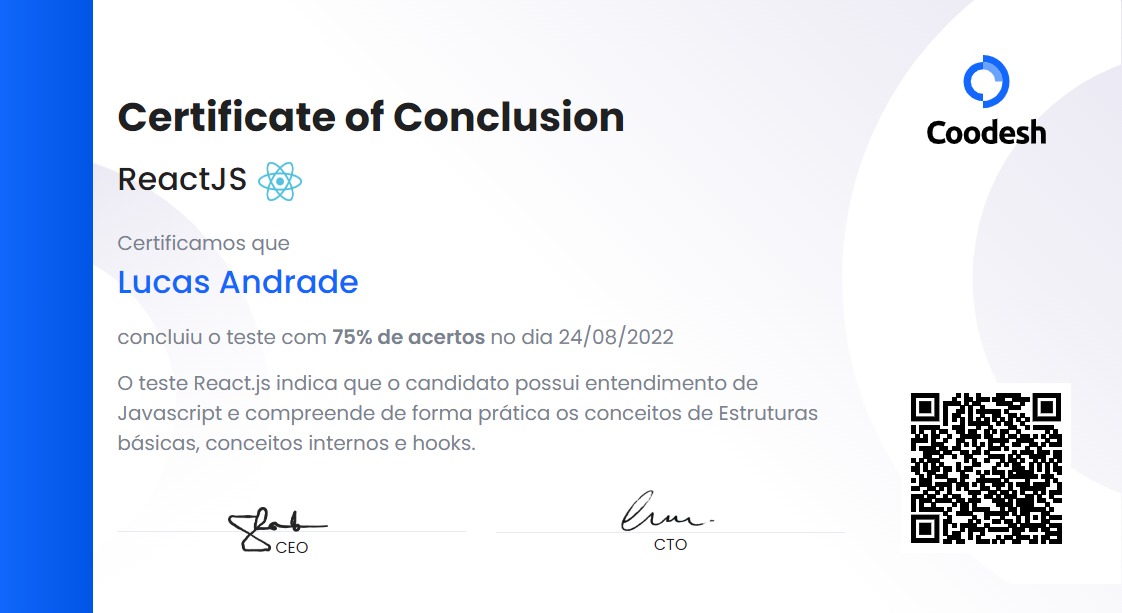 Coodesh
Certificate of Conclusion
ReactJS
Certificamos que
Lucas Andrade
concluiu o teste com 75% de acertos no dia 24/08/2022
O teste React.js indica que o candidato possui entendimento de
Javascript e compreende de forma prática os conceitos de Estruturas
básicas, conceitos internos e hooks.
CEO
CTO